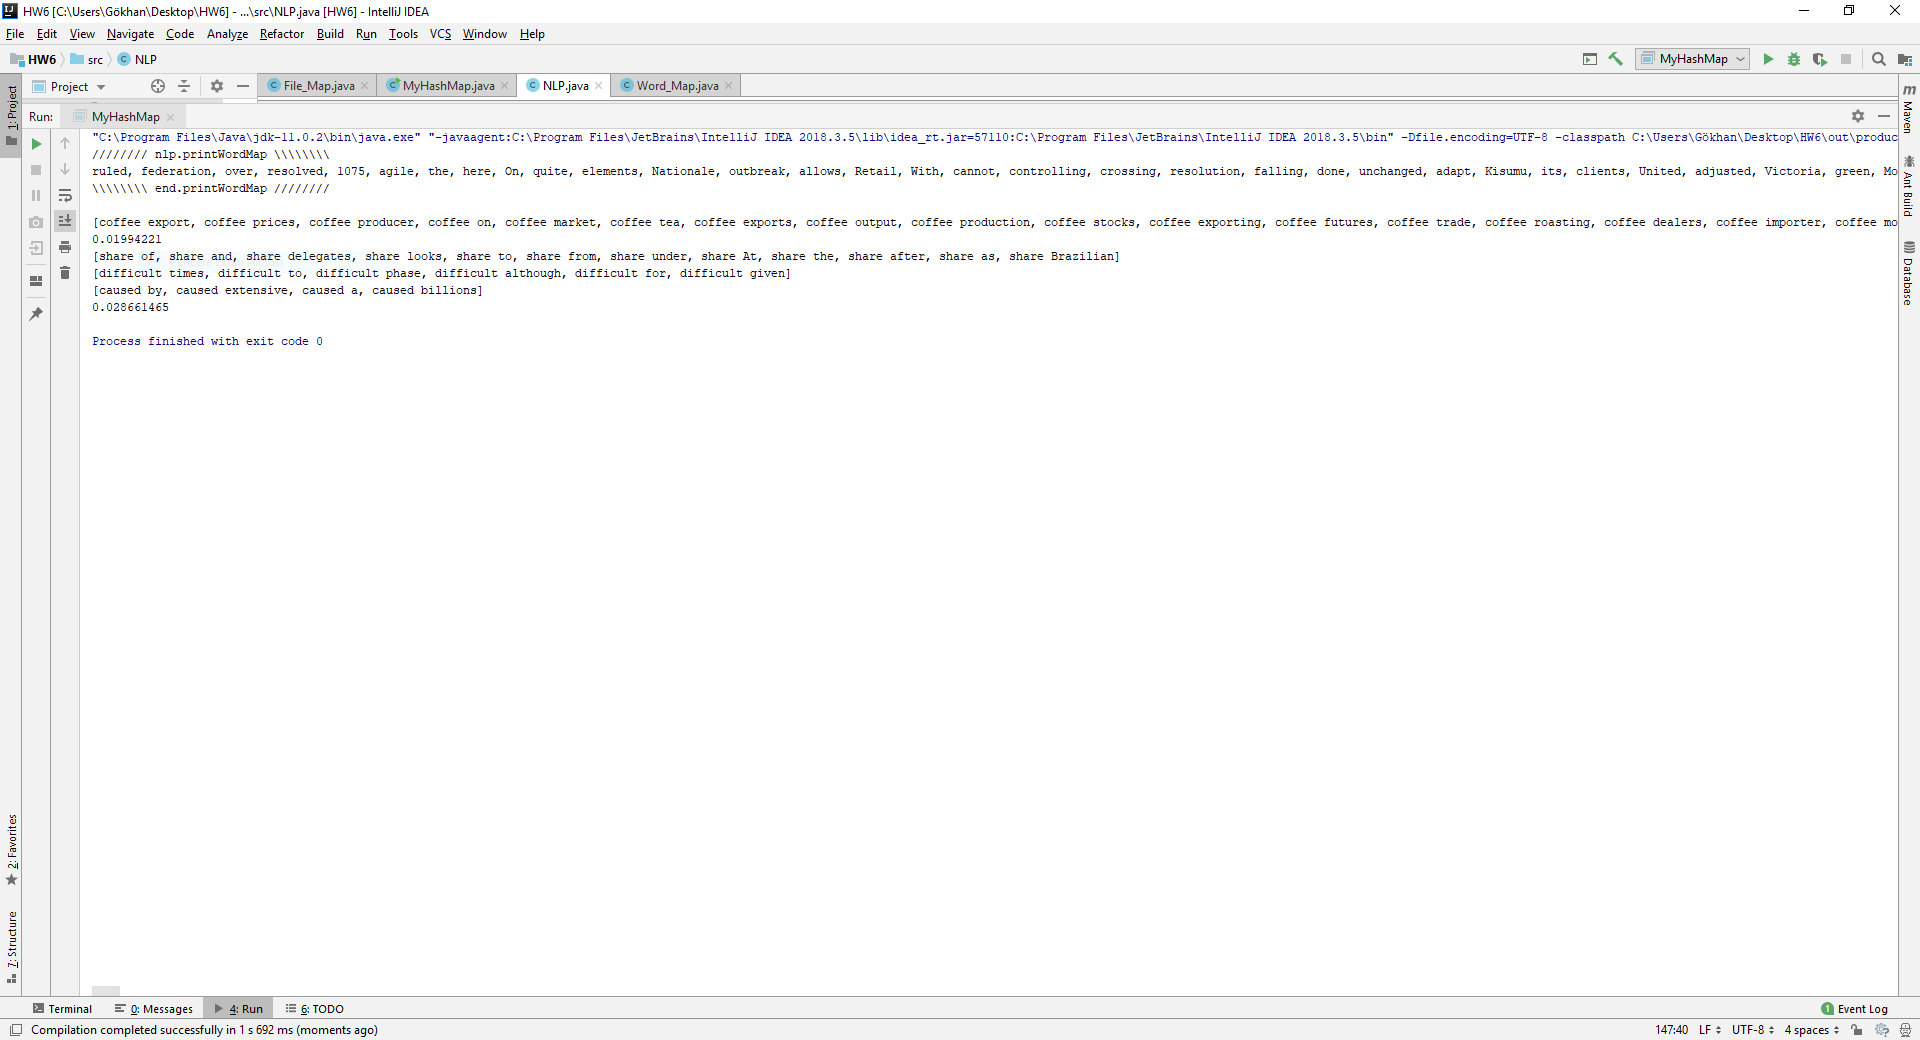 HW6 [C:\Users\Gökhan\Desktop\HW6] - ...\src\NLP.java [HW6] - IntelliJ IDEA
File Edit View Navigate Code Analyze Refactor Build Run Tools VCS Window Help
HW6 src NLP MyHashMap
1: Project
Project File_Map.java MyHashMap.java NLP.java Word_Map.java
Run: MyHashMap
"C:\Program Files\Java\jdk-11.0.2\bin\java.exe" "-javaagent:C:\Program Files\JetBrains\IntelliJ IDEA 2018.3.5\lib\idea_rt.jar=57110:C:\Program Files\JetBrains\IntelliJ IDEA 2018.3.5\bin" -Dfile.encoding=UTF-8 -classpath C:\Users\Gökhan\Desktop\HW6\out\produc
//////// nlp.printWordMap \\\\\\\\
ruled, federation, over, resolved, 1075, agile, the, here, On, quite, elements, Nationale, outbreak, allows, Retail, With, cannot, controlling, crossing, resolution, falling, done, unchanged, adapt, Kisumu, its, clients, United, adjusted, Victoria, green, Mo
\\\\\\\\ end.printWordMap ////////
[coffee export, coffee prices, coffee producer, coffee on, coffee market, coffee tea, coffee exports, coffee output, coffee production, coffee stocks, coffee exporting, coffee futures, coffee trade, coffee roasting, coffee dealers, coffee importer, coffee mo
0.01994221
[share of, share and, share delegates, share looks, share to, share from, share under, share At, share the, share after, share as, share Brazilian]
[difficult times, difficult to, difficult phase, difficult although, difficult for, difficult given]
[caused by, caused extensive, caused a, caused billions]
0.028661465
Process finished with exit code 0
m Maven
Ant Build
Database
2: Favorites
7: Structure
Terminal 0: Messages 4: Run 6: TODO 1 Event Log
Compilation completed successfully in 1 s 692 ms (moments ago) 147:40 LF UTF-8 4 spaces